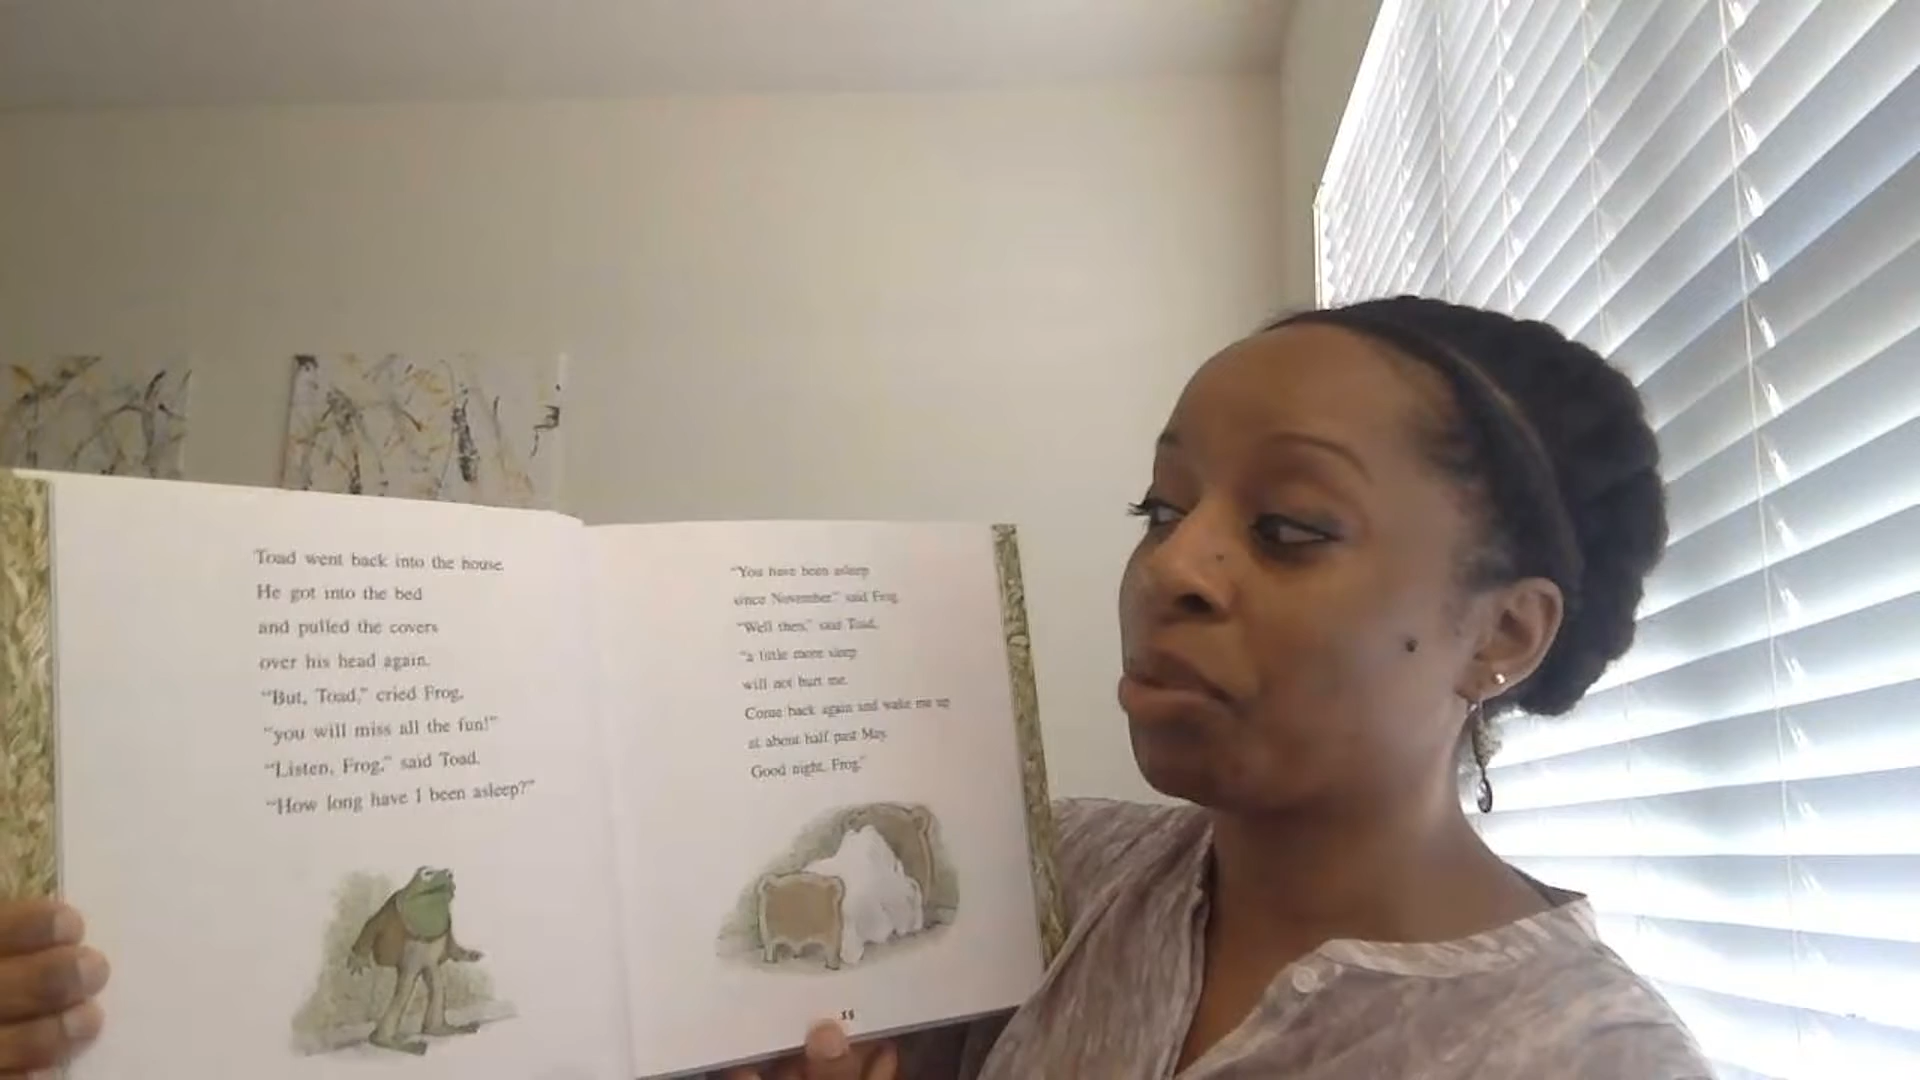 Toad went back into the house.
He got into the bed
and pulled the covers
over his head again.
“But, Toad,” cried Frog,
“you will miss all the fun!”
“Listen, Frog,” said Toad.
“How long have I been asleep?”
“You have been asleep
since November,” said Frog.
“Well then,” said Toad,
“a little more sleep
will not hurt me.
Come back again and wake me up
at about half past May.
Good night, Frog.”